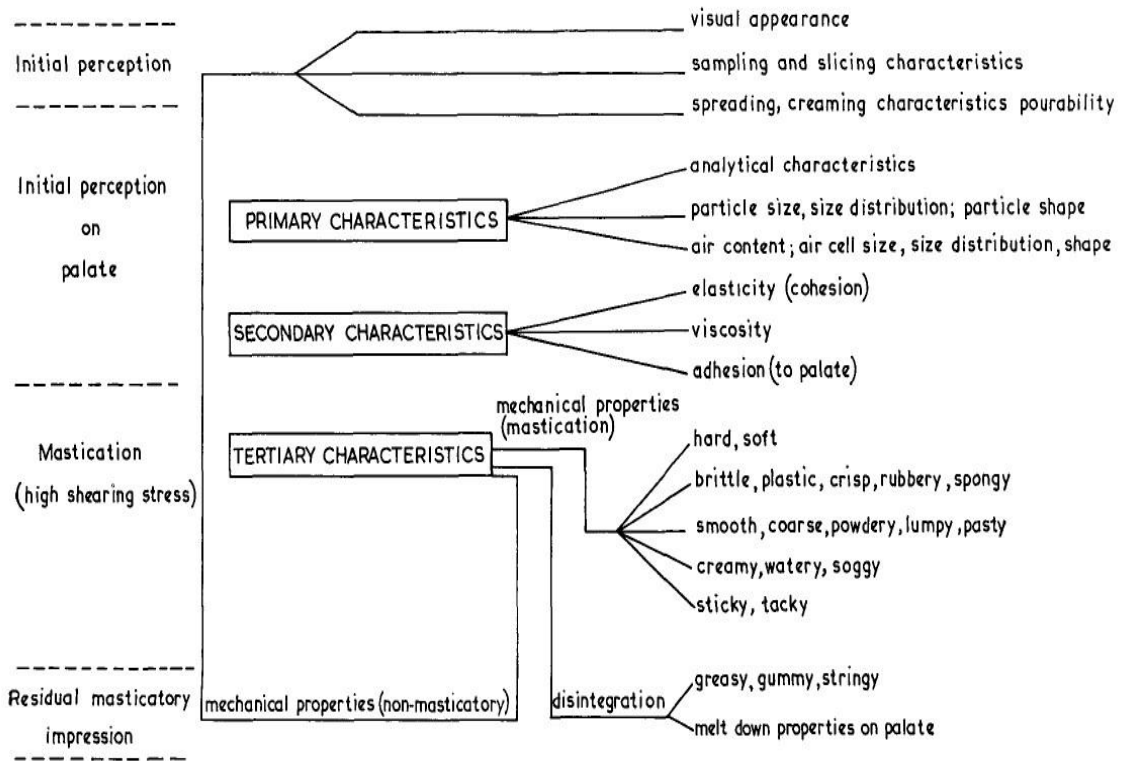 Initial perception
visual appearance
sampling and slicing characteristics
spreading, creaming characteristics pourability
Initial perception
on
palate
PRIMARY CHARACTERISTICS
analytical characteristics
particle size, size distribution; particle shape
air content; air cell size, size distribution, shape
SECONDARY CHARACTERISTICS
elasticity (cohesion)
viscosity
adhesion (to palate)
Mastication
(high shearing stress)
TERTIARY CHARACTERISTICS
mechanical properties
(mastication)
hard, soft
brittle, plastic, crisp, rubbery, spongy
smooth, coarse, powdery, lumpy, pasty
creamy, watery, soggy
sticky, tacky
Residual masticatory
impression
mechanical properties (non-masticatory)
disintegration
greasy, gummy, stringy
melt down properties on palate